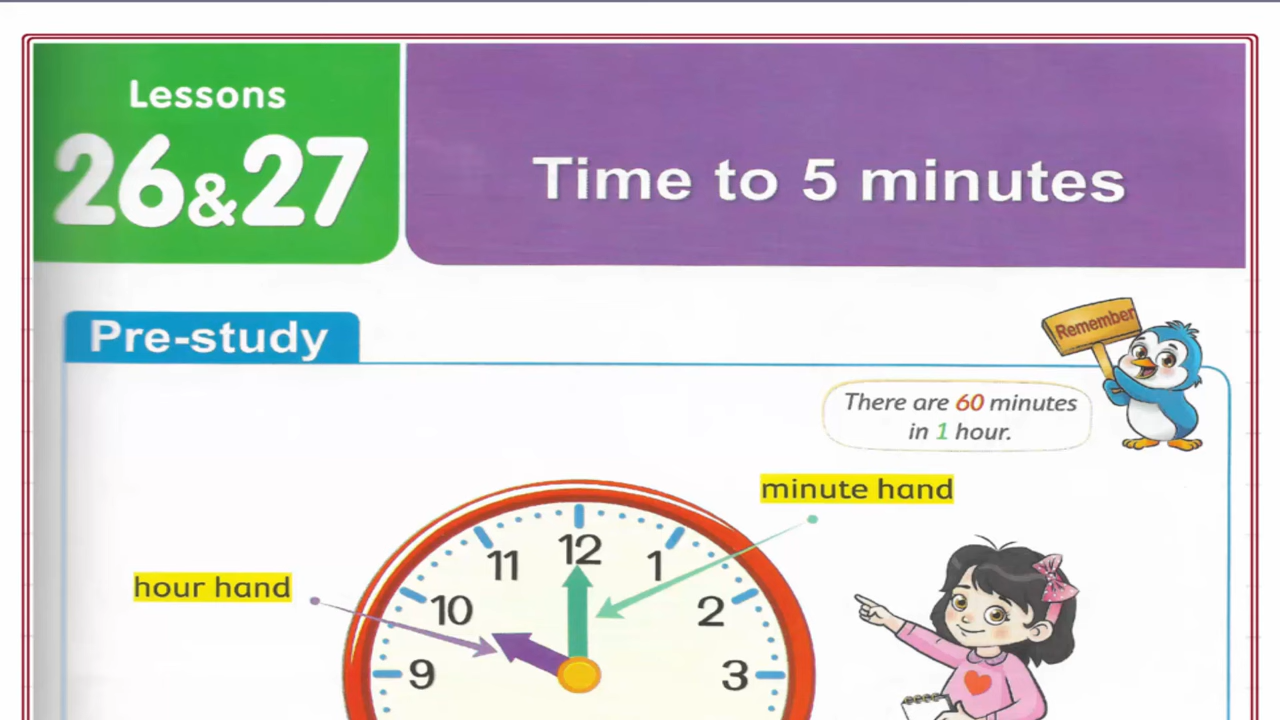 Lessons
26&27
Time to 5 minutes
Pre-study
Remember
There are 60 minutes
in 1 hour.
minute hand
hour hand
12
11
1
10
2
9
3